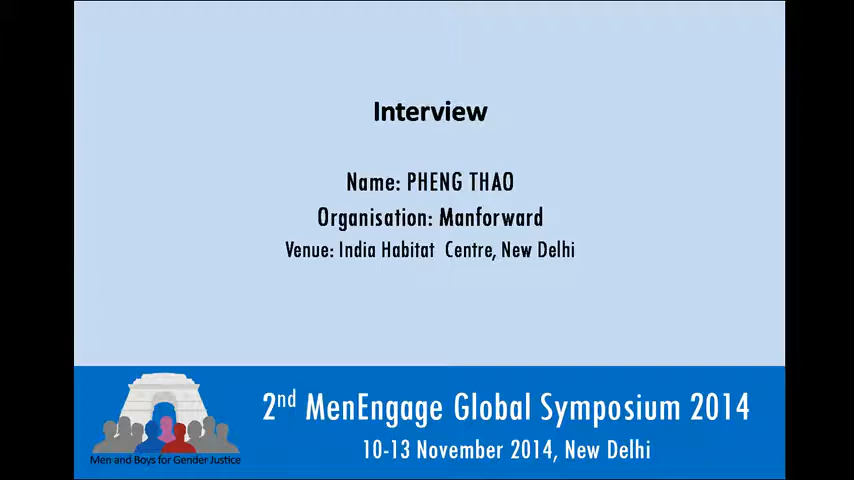 Interview
Name: PHENG THAO
Organisation: Manforward
Venue: India Habitat Centre, New Delhi
2nd MenEngage Global Symposium 2014
10-13 November 2014, New Delhi
Men and Boys for Gender Justice